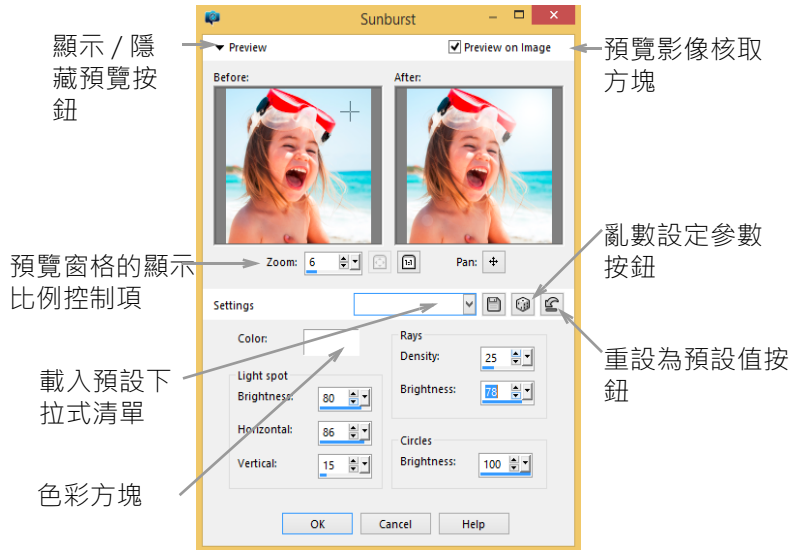 Sunburst
顯示 / 隱
藏預覽按
鈕
Preview
Preview on Image
預覽影像核取
方塊
Before:
After:
預覽窗格的顯示
比例控制項
Zoom: 6
1:1
Pan:
亂數設定參數
按鈕
Settings
載入預設下
拉式清單
重設為預設值按
鈕
Color:
Light spot
Brightness: 80
Horizontal: 86
Vertical: 15
Rays
Density: 25
Brightness: 78
Circles
Brightness: 100
色彩方塊
OK
Cancel
Help